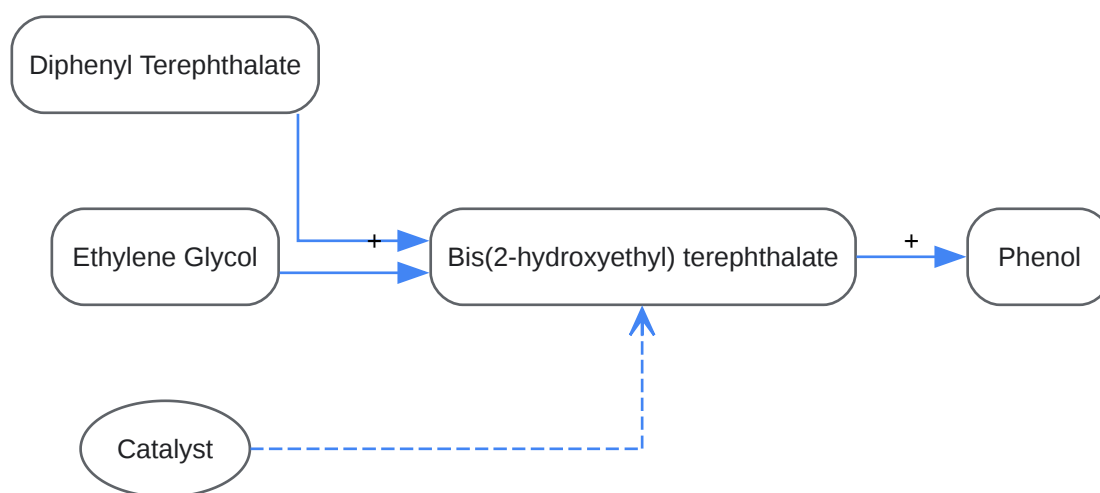 Diphenyl Terephthalate
+
+
Ethylene Glycol
Bis(2-hydroxyethyl) terephthalate
Phenol
Catalyst